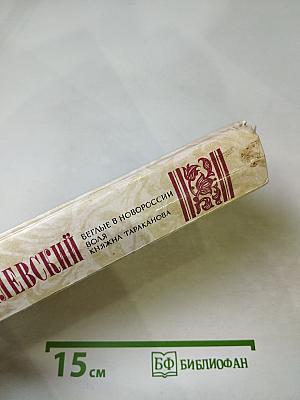 ЛЕВСКИЙ
БЕГЛЫЕ В НОВОРОССИИ
ВОЛЯ
КНЯЖНА ТАРАКАНОВА
15 см
БФ БИБЛИОФАН